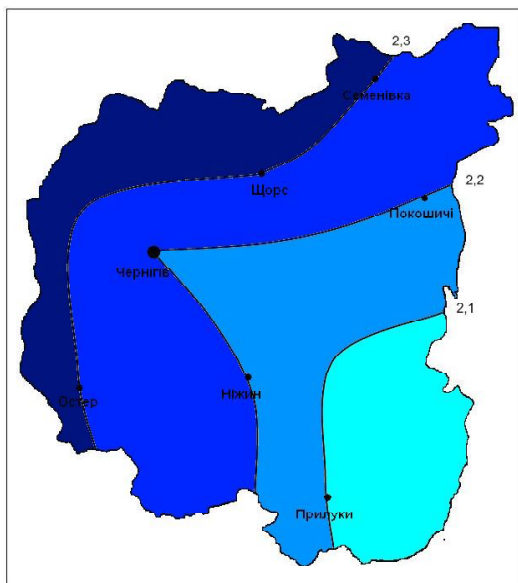 2,3
Семенівка
Щорс
2,2
Покошичі
Чернігів
2,1
Остер
Ніжин
Прилуки